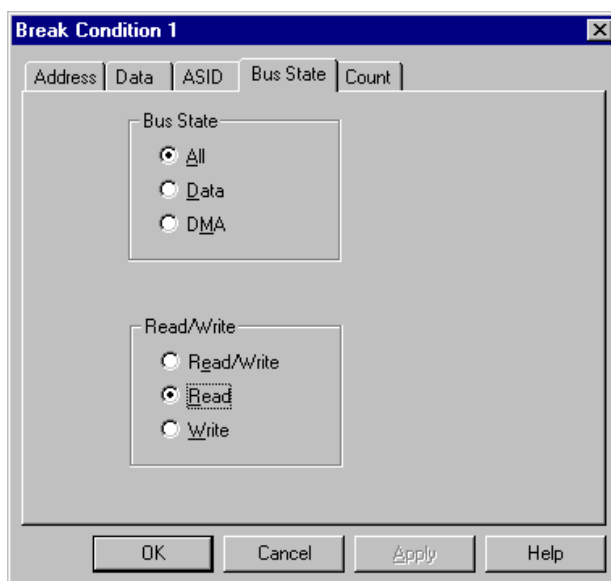 Break Condition 1
Address Data ASID Bus State Count
Bus State
All
Data
DMA
Read/Write
Read/Write
Read
Write
OK Cancel Apply Help